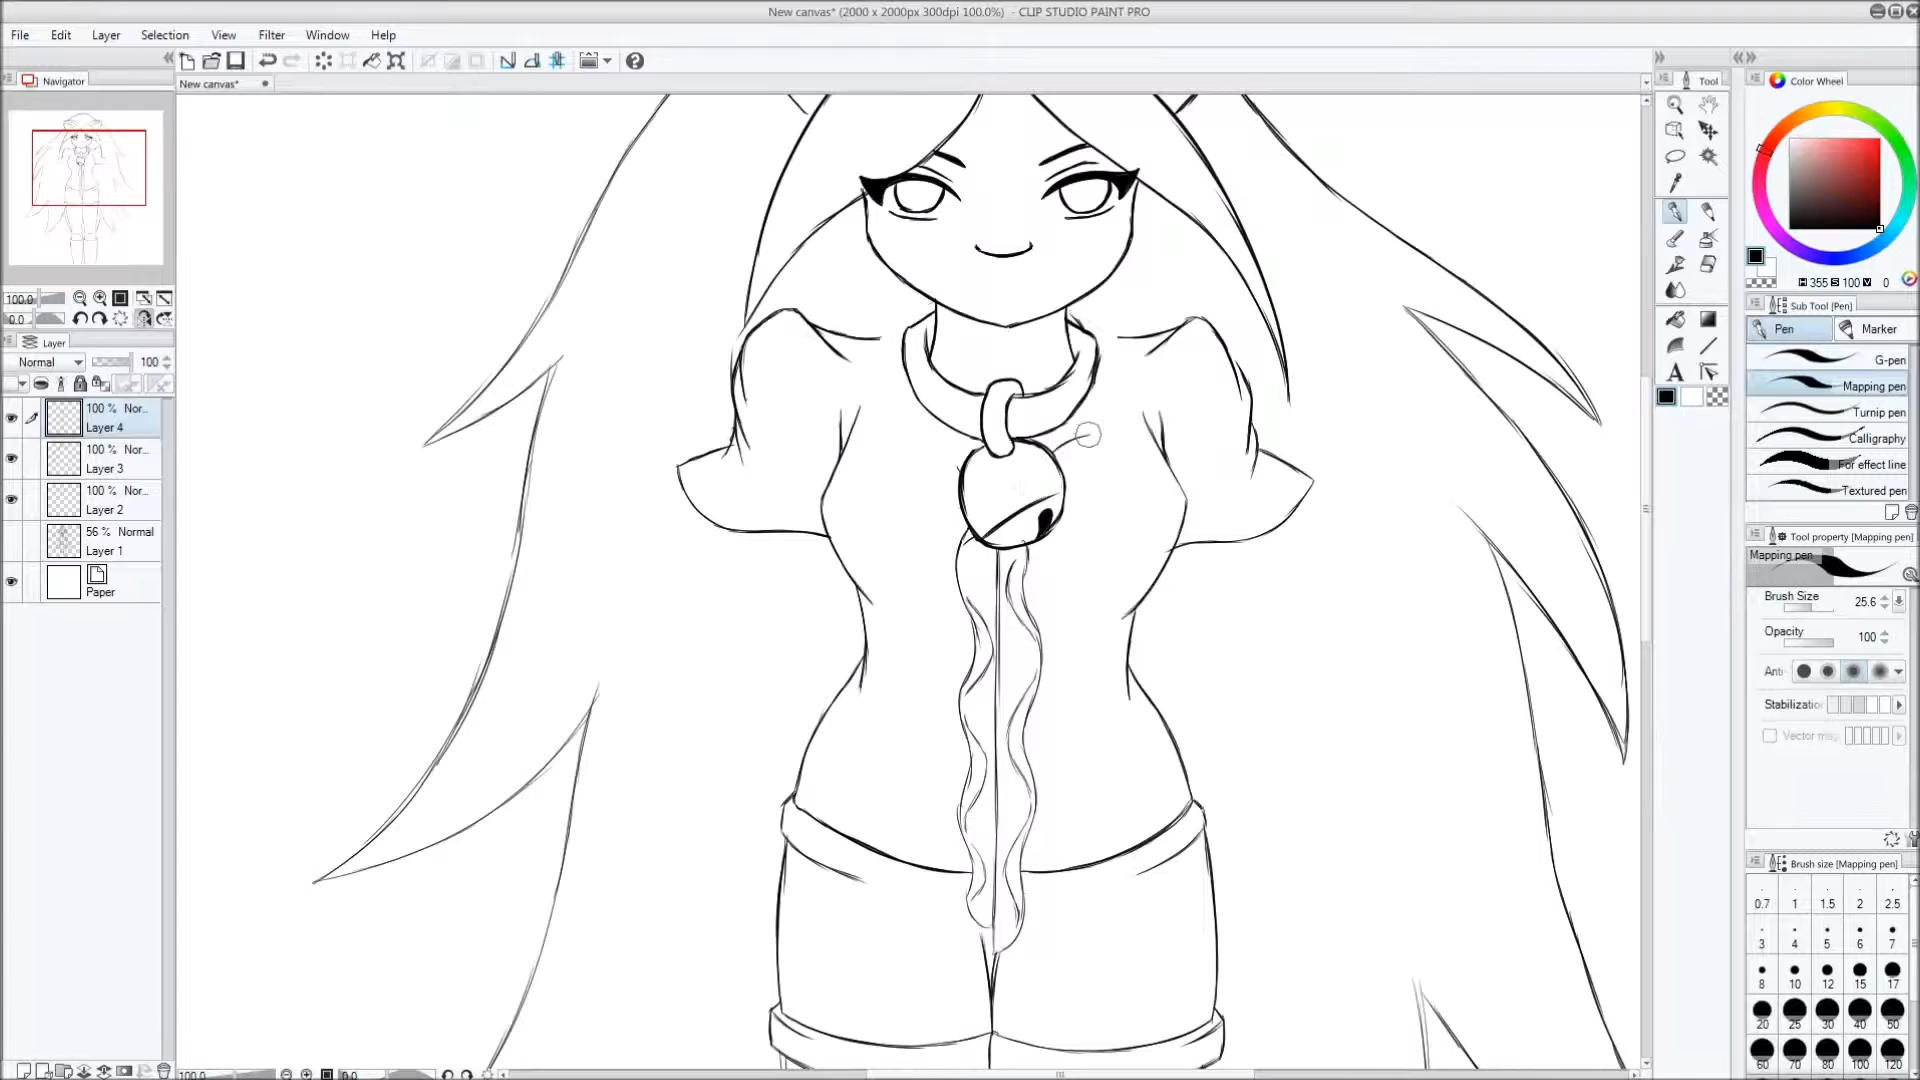 New canvas* (2000 x 2000px 300dpi 100.0%) - CLIP STUDIO PAINT PRO
File Edit Layer Selection View Filter Window Help
Navigator
New canvas*
Tool
Color Wheel
100.0
0.0
H 355 S 100 V 0
Sub Tool [Pen]
Pen Marker
Layer
Normal 100
G-pen
Mapping pen
Turnip pen
Calligraphy
For effect line
Textured pen
100 % Nor...
Layer 4
100 % Nor...
Layer 3
100 % Nor...
Layer 2
56 % Normal
Layer 1
Paper
Tool property [Mapping pen]
Mapping pen
Brush Size 25.6
Opacity 100
Anti-
Stabilization
Vector mag
Brush size [Mapping pen]
0.7 1 1.5 2 2.5
3 4 5 6 7
8 10 12 15 17
20 25 30 40 50
60 70 80 100 120
100.0 0.0